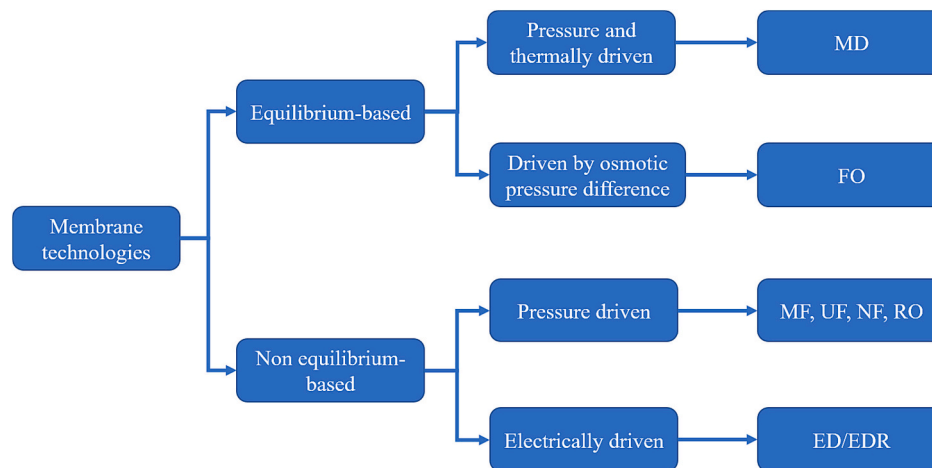 Membrane
technologies
Equilibrium-based
Non equilibrium-
based
Pressure and
thermally driven
Driven by osmotic
pressure difference
Pressure driven
Electrically driven
MD
FO
MF, UF, NF, RO
ED/EDR